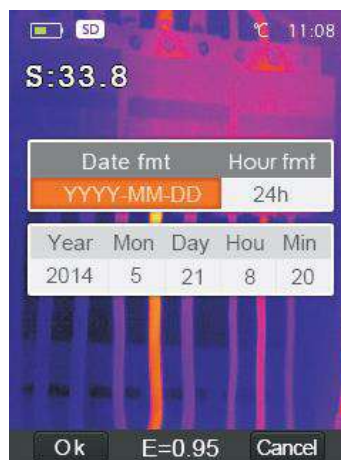 SD ℃ 11:08
S:33.8
Date fmt Hour fmt
YYYY-MM-DD 24h
Year Mon Day Hou Min
2014 5 21 8 20
Ok E=0.95 Cancel